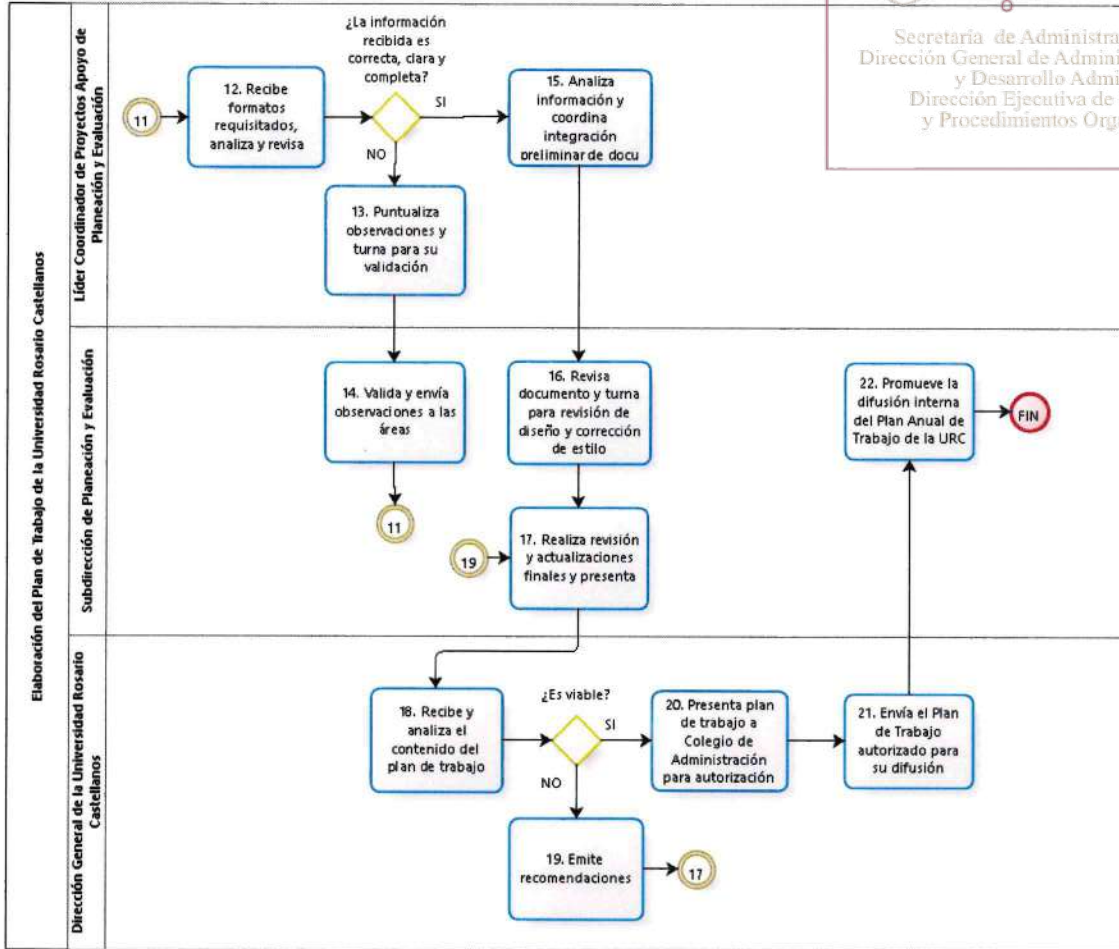 Secretaría de Administra
Dirección General de Admini
y Desarrollo Admi
Dirección Ejecutiva de
y Procedimientos Org
Elaboración del Plan de Trabajo de la Universidad Rosario Castellanos
Líder Coordinador de Proyectos Apoyo de
Planeación y Evaluación
11
12. Recibe
formatos
requisitados,
analiza y revisa
¿La información
recibida es
correcta, clara y
completa?
SI
NO
15. Analiza
información y
coordina
integración
preliminar de docu
13. Puntualiza
observaciones y
turna para su
validación
Subdirección de Planeación y Evaluación
14. Valida y envía
observaciones a las
áreas
11
16. Revisa
documento y turna
para revisión de
diseño y corrección
de estilo
19
17. Realiza revisión
y actualizaciones
finales y presenta
22. Promueve la
difusión interna
del Plan Anual de
Trabajo de la URC
FIN
Dirección General de la Universidad Rosario
Castellanos
18. Recibe y
analiza el
contenido del
plan de trabajo
¿Es viable?
SI
NO
20. Presenta plan
de trabajo a
Colegio de
Administración
para autorización
21. Envía el Plan
de Trabajo
autorizado para
su difusión
19. Emite
recomendaciones
17